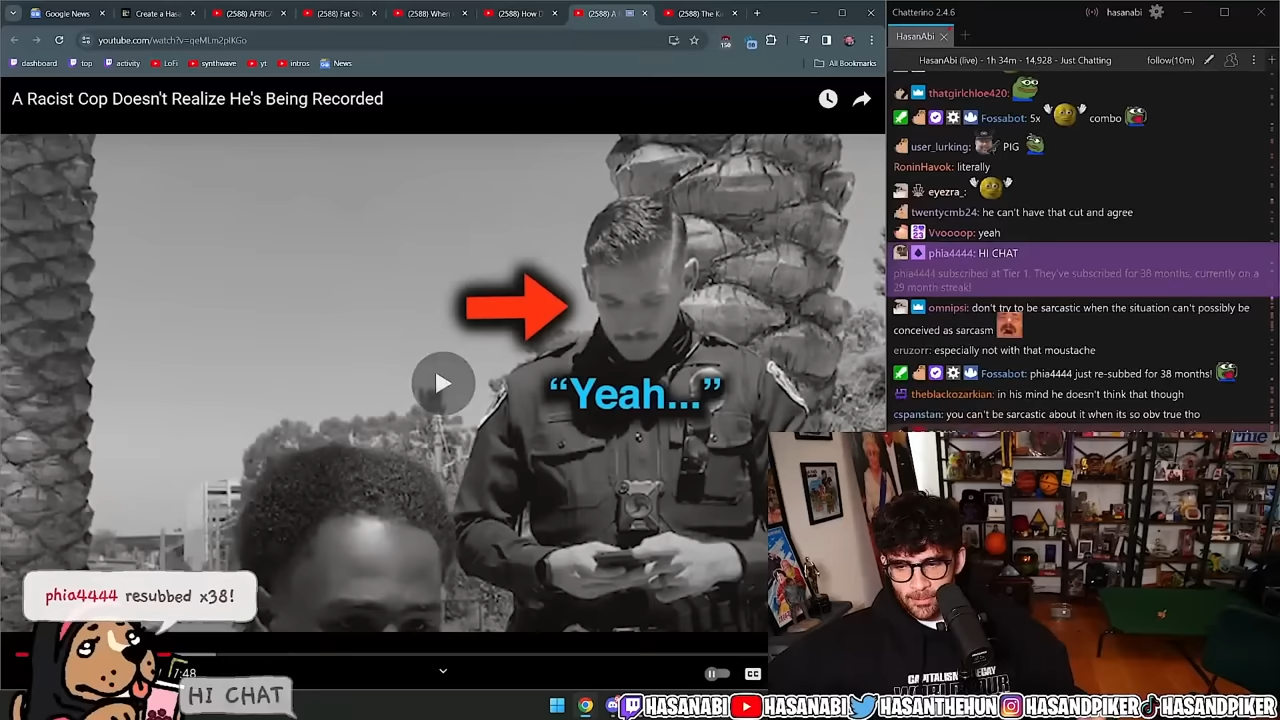 Google News
Create a Hasa
(2588) AFRIC
(2588) Fat Sh
(2588) When
(2588) How D
(2588) A
(2588) The K
youtube.com/watch?v=qeMLm2pIKGo
150
dashboard
top
activity
LoFi
synthwave
yt
intros
News
All Bookmarks
A Racist Cop Doesn't Realize He's Being Recorded
“Yeah...”
phia4444 resubbed x38!
HI CHAT
7:48
CC
Chatterino 2.4.6
hasanabi
HasanAbi
HasanAbi (live) - 1h 34m - 14,928 - Just Chatting
follow(10m)
thatgirlchloe420:
Fossabot: 5x combo
user_lurking: PIG
RoninHavok: literally
eyezra_:
twentycmb24: he can't have that cut and agree
Vvoooop: yeah
phia4444: HI CHAT
phia4444 subscribed at Tier 1. They've subscribed for 38 months, currently on a
29 month streak!
omnipsi: don't try to be sarcastic when the situation can't possibly be
conceived as sarcasm
eruzorr: especially not with that moustache
Fossabot: phia4444 just re-subbed for 38 months!
theblackozarkian: in his mind he doesn't think that though
cspanstan: you can't be sarcastic about it when its so obv true tho
HASANABI
HASANABI
HASANTHEHUN
HASANDPIKER
HASANDPIKER